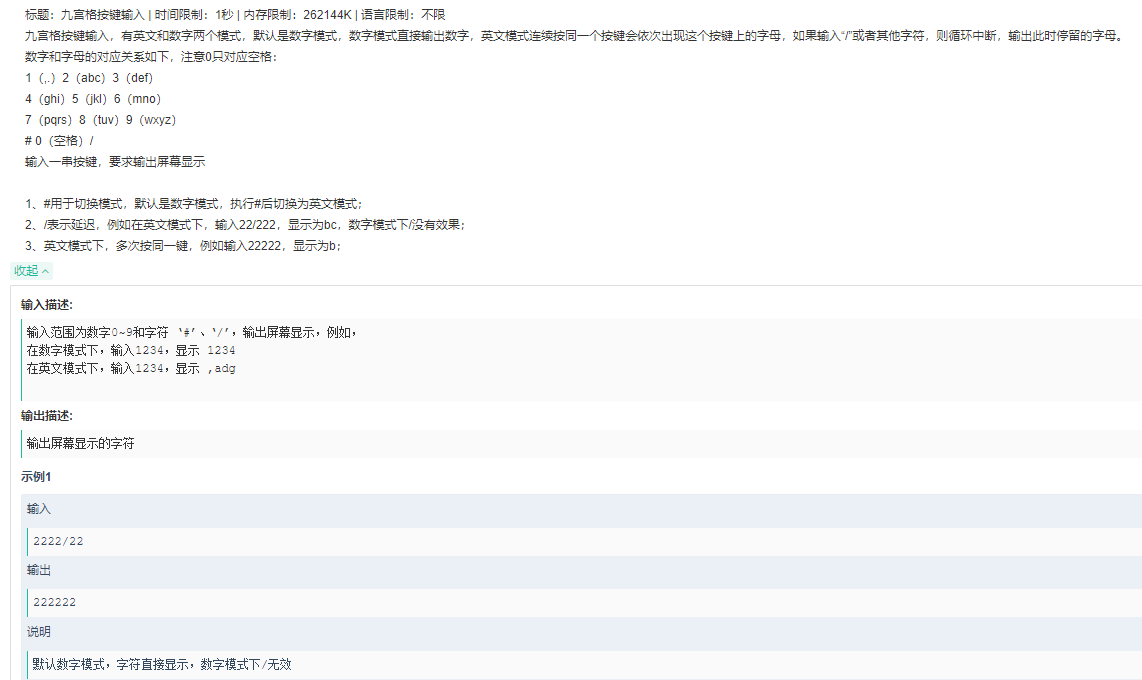 标题：九宫格按键输入 | 时间限制：1秒 | 内存限制：262144K | 语言限制：不限
九宫格按键输入，有英文和数字两个模式，默认是数字模式，数字模式直接输出数字，英文模式连续按同一个按键会依次出现这个按键上的字母，如果输入“/”或者其他字符，则循环中断，输出此时停留的字母。
数字和字母的对应关系如下，注意0只对应空格：
1（,.）2（abc）3（def）
4（ghi）5（jkl）6（mno）
7（pqrs）8（tuv）9（wxyz）
# 0（空格）/
输入一串按键，要求输出屏幕显示
1、#用于切换模式，默认是数字模式，执行#后切换为英文模式；
2、/表示延迟，例如在英文模式下，输入22/222，显示为bc，数字模式下/没有效果；
3、英文模式下，多次按同一键，例如输入22222，显示为b；
收起
输入描述:
输入范围为数字0~9和字符 ‘#’、‘/’，输出屏幕显示，例如，
在数字模式下，输入1234，显示 1234
在英文模式下，输入1234，显示 ,adg
输出描述:
输出屏幕显示的字符
示例1
输入
2222/22
输出
222222
说明
默认数字模式，字符直接显示，数字模式下/无效